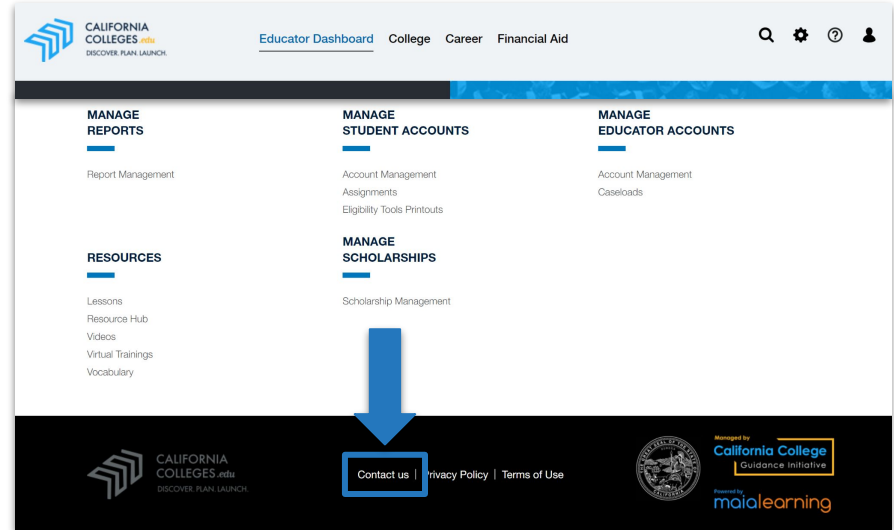 CALIFORNIA
COLLEGES.edu
DISCOVER. PLAN. LAUNCH.
Educator Dashboard College Career Financial Aid
MANAGE
REPORTS
Report Management
MANAGE
STUDENT ACCOUNTS
Account Management
Assignments
Eligibility Tools Printouts
MANAGE
EDUCATOR ACCOUNTS
Account Management
Caseloads
RESOURCES
Lessons
Resource Hub
Videos
Virtual Trainings
Vocabulary
MANAGE
SCHOLARSHIPS
Scholarship Management
CALIFORNIA
COLLEGES.edu
DISCOVER. PLAN. LAUNCH.
Contact us | Privacy Policy | Terms of Use
Managed by
California College
Guidance Initiative
Powered by
maialearning